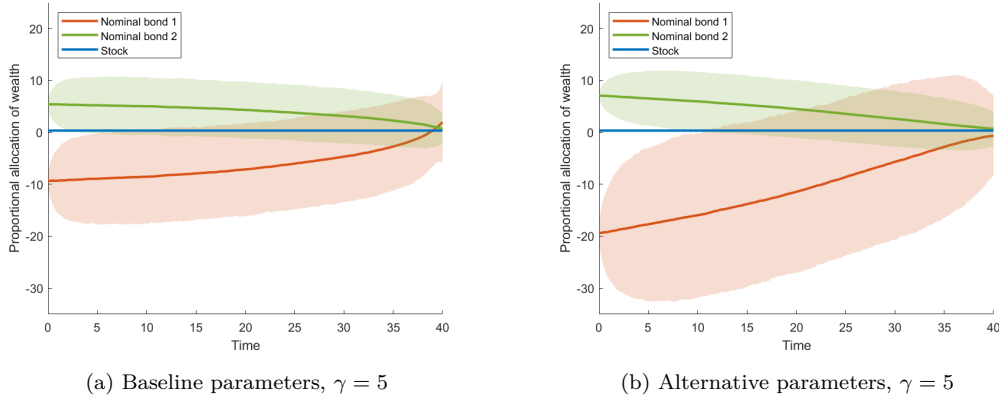 Proportional allocation of wealth
20
10
0
-10
-20
-30
Nominal bond 1
Nominal bond 2
Stock
0 5 10 15 20 25 30 35 40
Time
(a) Baseline parameters, γ = 5
Proportional allocation of wealth
20
10
0
-10
-20
-30
Nominal bond 1
Nominal bond 2
Stock
0 5 10 15 20 25 30 35 40
Time
(b) Alternative parameters, γ = 5